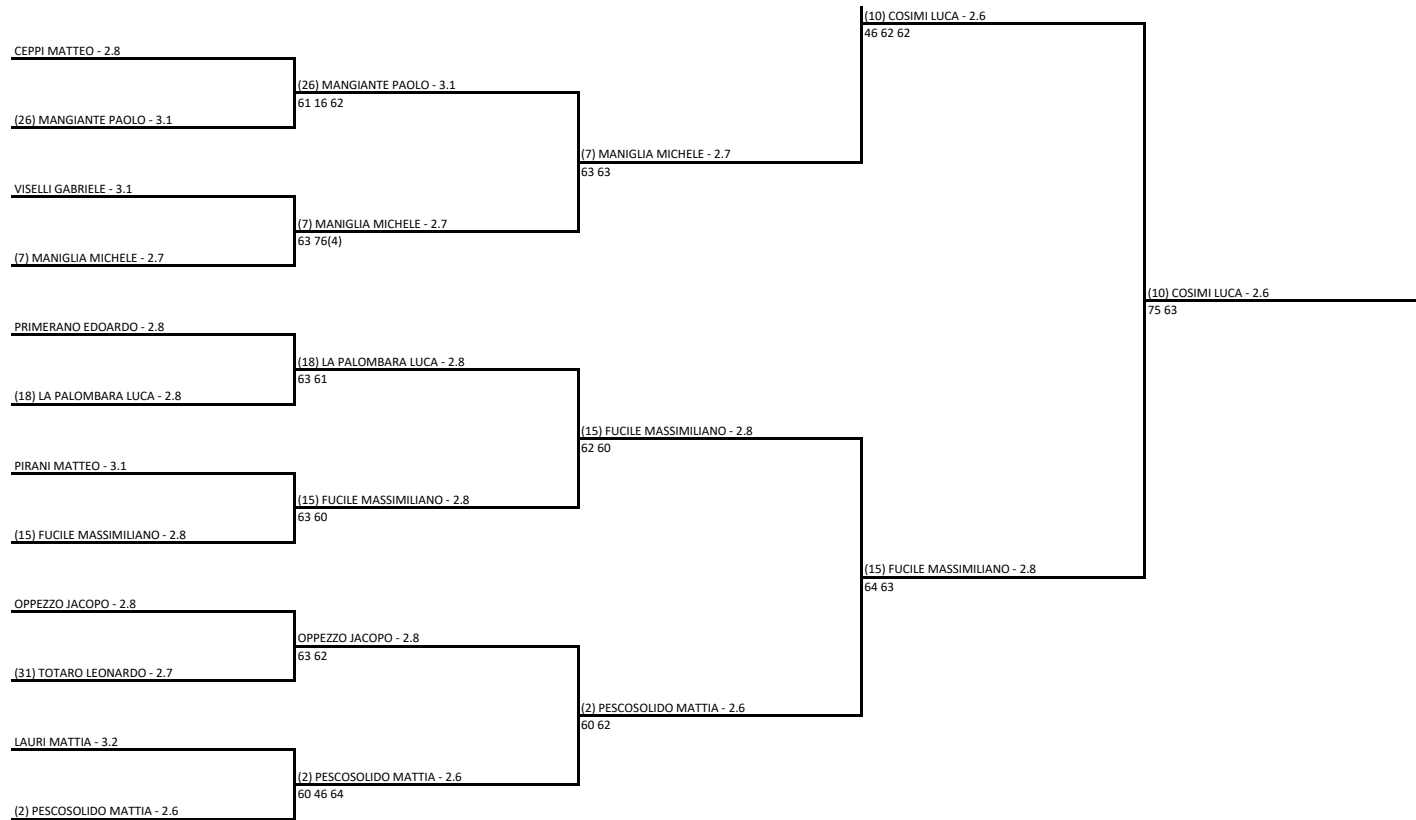 (10) COSIMI LUCA - 2.6
46 62 62
CEPPI MATTEO - 2.8
(26) MANGIANTE PAOLO - 3.1
61 16 62
(26) MANGIANTE PAOLO - 3.1
(7) MANIGLIA MICHELE - 2.7
63 63
VISELLI GABRIELE - 3.1
(7) MANIGLIA MICHELE - 2.7
63 76(4)
(7) MANIGLIA MICHELE - 2.7
(10) COSIMI LUCA - 2.6
75 63
PRIMERANO EDOARDO - 2.8
(18) LA PALOMBARA LUCA - 2.8
63 61
(18) LA PALOMBARA LUCA - 2.8
(15) FUCILE MASSIMILIANO - 2.8
62 60
PIRANI MATTEO - 3.1
(15) FUCILE MASSIMILIANO - 2.8
63 60
(15) FUCILE MASSIMILIANO - 2.8
(15) FUCILE MASSIMILIANO - 2.8
64 63
OPPEZZO JACOPO - 2.8
OPPEZZO JACOPO - 2.8
63 62
(31) TOTARO LEONARDO - 2.7
(2) PESCOSOLIDO MATTIA - 2.6
60 62
LAURI MATTIA - 3.2
(2) PESCOSOLIDO MATTIA - 2.6
60 46 64
(2) PESCOSOLIDO MATTIA - 2.6